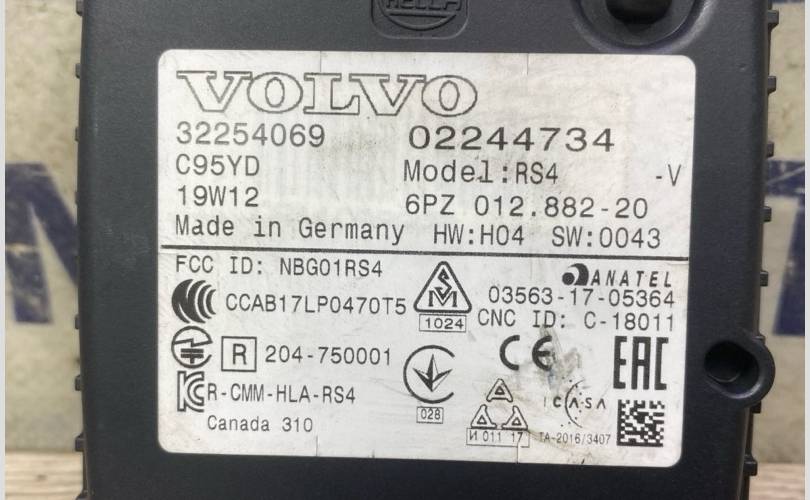 HELLA
VOLVO
32254069 02244734
C95YD Model:RS4 -V
19W12 6PZ 012.882-20
Made in Germany HW:H04 SW:0043
FCC ID: NBG01RS4 ANATEL
CCAB17LP0470T5 03563-17-05364
1024 CNC ID: C-18011
R 204-750001 CE EAC
R-CMM-HLA-RS4 028 ICASA
Canada 310 И 011 17 TA-2016/3407